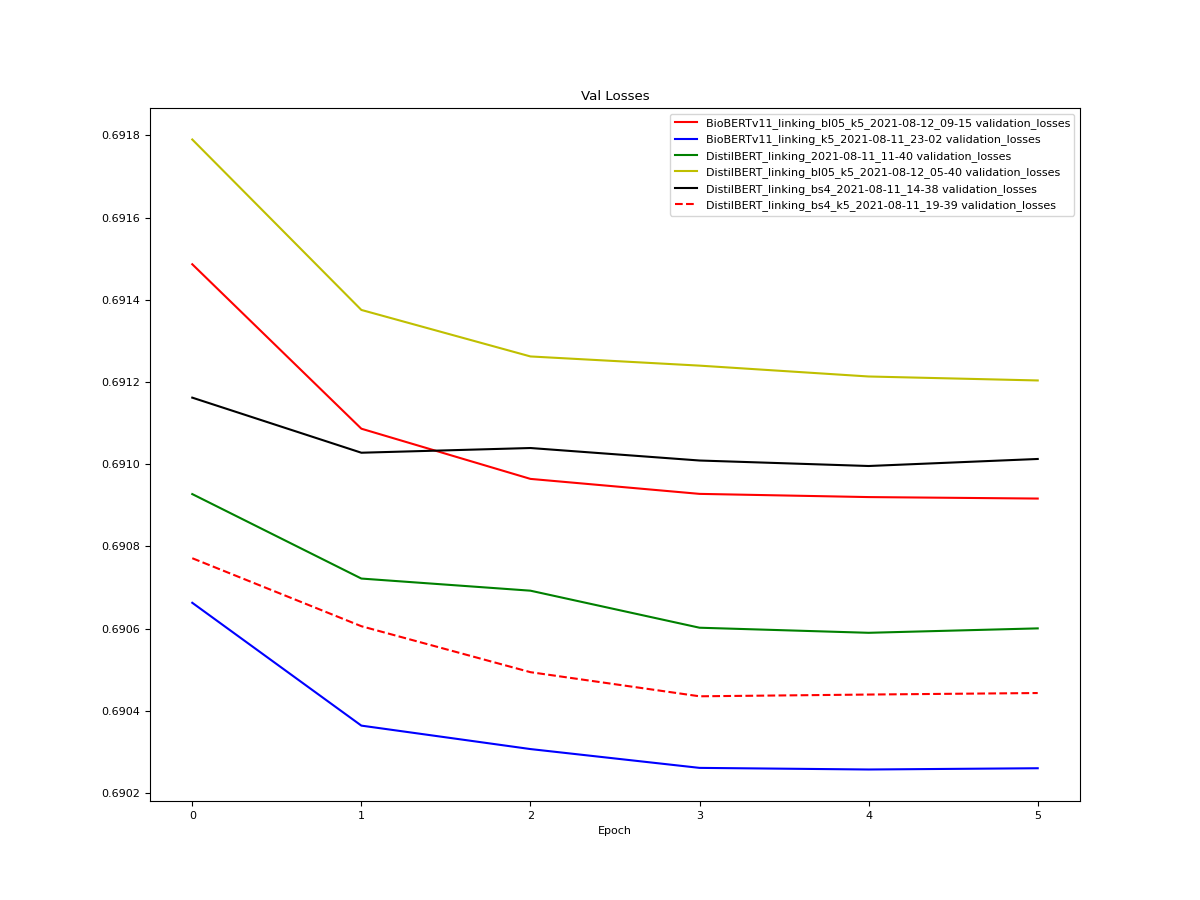 Val Losses
BioBERTv11_linking_bl05_k5_2021-08-12_09-15 validation_losses
BioBERTv11_linking_k5_2021-08-11_23-02 validation_losses
DistilBERT_linking_2021-08-11_11-40 validation_losses
DistilBERT_linking_bl05_k5_2021-08-12_05-40 validation_losses
DistilBERT_linking_bs4_2021-08-11_14-38 validation_losses
DistilBERT_linking_bs4_k5_2021-08-11_19-39 validation_losses
0.6918
0.6916
0.6914
0.6912
0.6910
0.6908
0.6906
0.6904
0.6902
0 1 2 3 4 5
Epoch